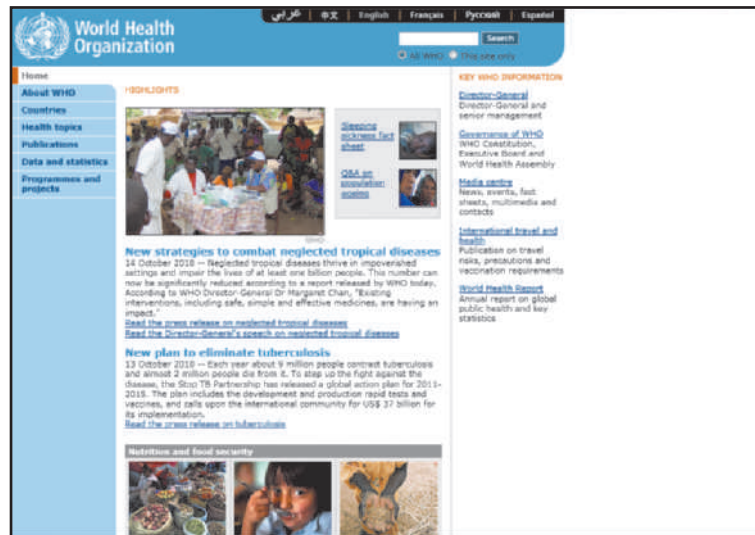 عربي | 中文 | English | Français | Русский | Español
World Health
Organization
Search
All WHO This site only
Home
About WHO
Countries
Health topics
Publications
Data and statistics
Programmes and
projects
HIGHLIGHTS
Sleeping
sickness fact
sheet
Q&A on
population
ageing
WHO
New strategies to combat neglected tropical diseases
14 October 2010 -- Neglected tropical diseases thrive in impoverished
settings and impair the lives of at least one billion people. This number can
now be significantly reduced according to a report released by WHO today.
According to WHO Director-General Dr Margaret Chan, "Existing
interventions, including safe, simple and effective medicines, are having an
impact."
Read the press release on neglected tropical diseases
Read the Director-General's speech on neglected tropical diseases
New plan to eliminate tuberculosis
13 October 2010 -- Each year about 9 million people contract tuberculosis
and almost 2 million people die from it. To step up the fight against the
disease, the Stop TB Partnership has released a global action plan for 2011-
2015. The plan includes the development and production rapid tests and
vaccines, and calls upon the international community for US$ 37 billion for
its implementation.
Read the press release on tuberculosis
Nutrition and food security
KEY WHO INFORMATION
Director-General
Director-General and
senior management
Governance of WHO
WHO Constitution,
Executive Board and
World Health Assembly
Media centre
News, events, fact
sheets, multimedia and
contacts
International travel and
health
Publication on travel
risks, precautions and
vaccination requirements
World Health Report
Annual report on global
public health and key
statistics